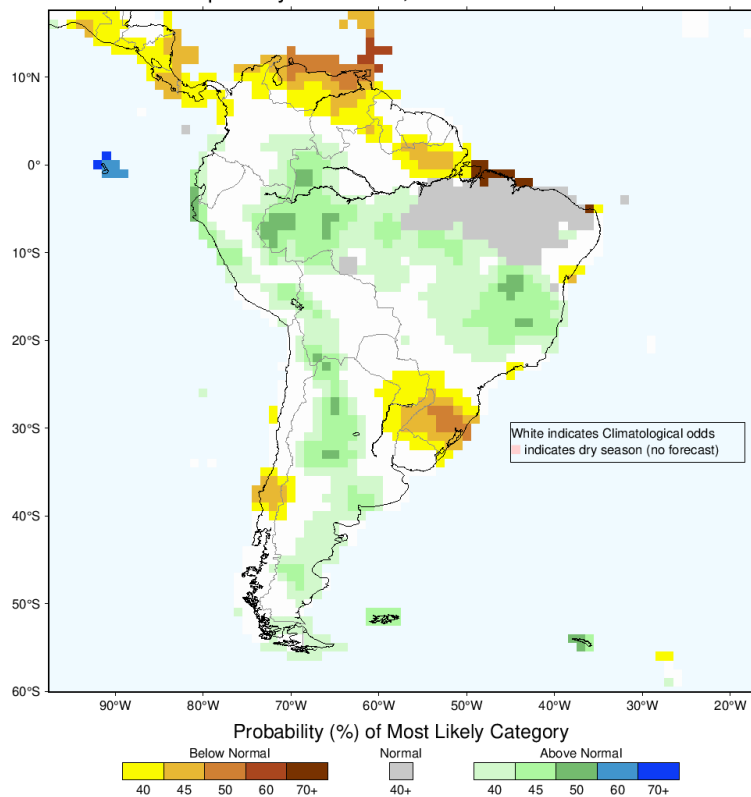 10°N
0°
10°S
20°S
30°S
40°S
50°S
60°S
White indicates Climatological odds
indicates dry season (no forecast)
90°W 80°W 70°W 60°W 50°W 40°W 30°W 20°W
Probability (%) of Most Likely Category
Below Normal Normal Above Normal
40 45 50 60 70+ 40+ 40 45 50 60 70+